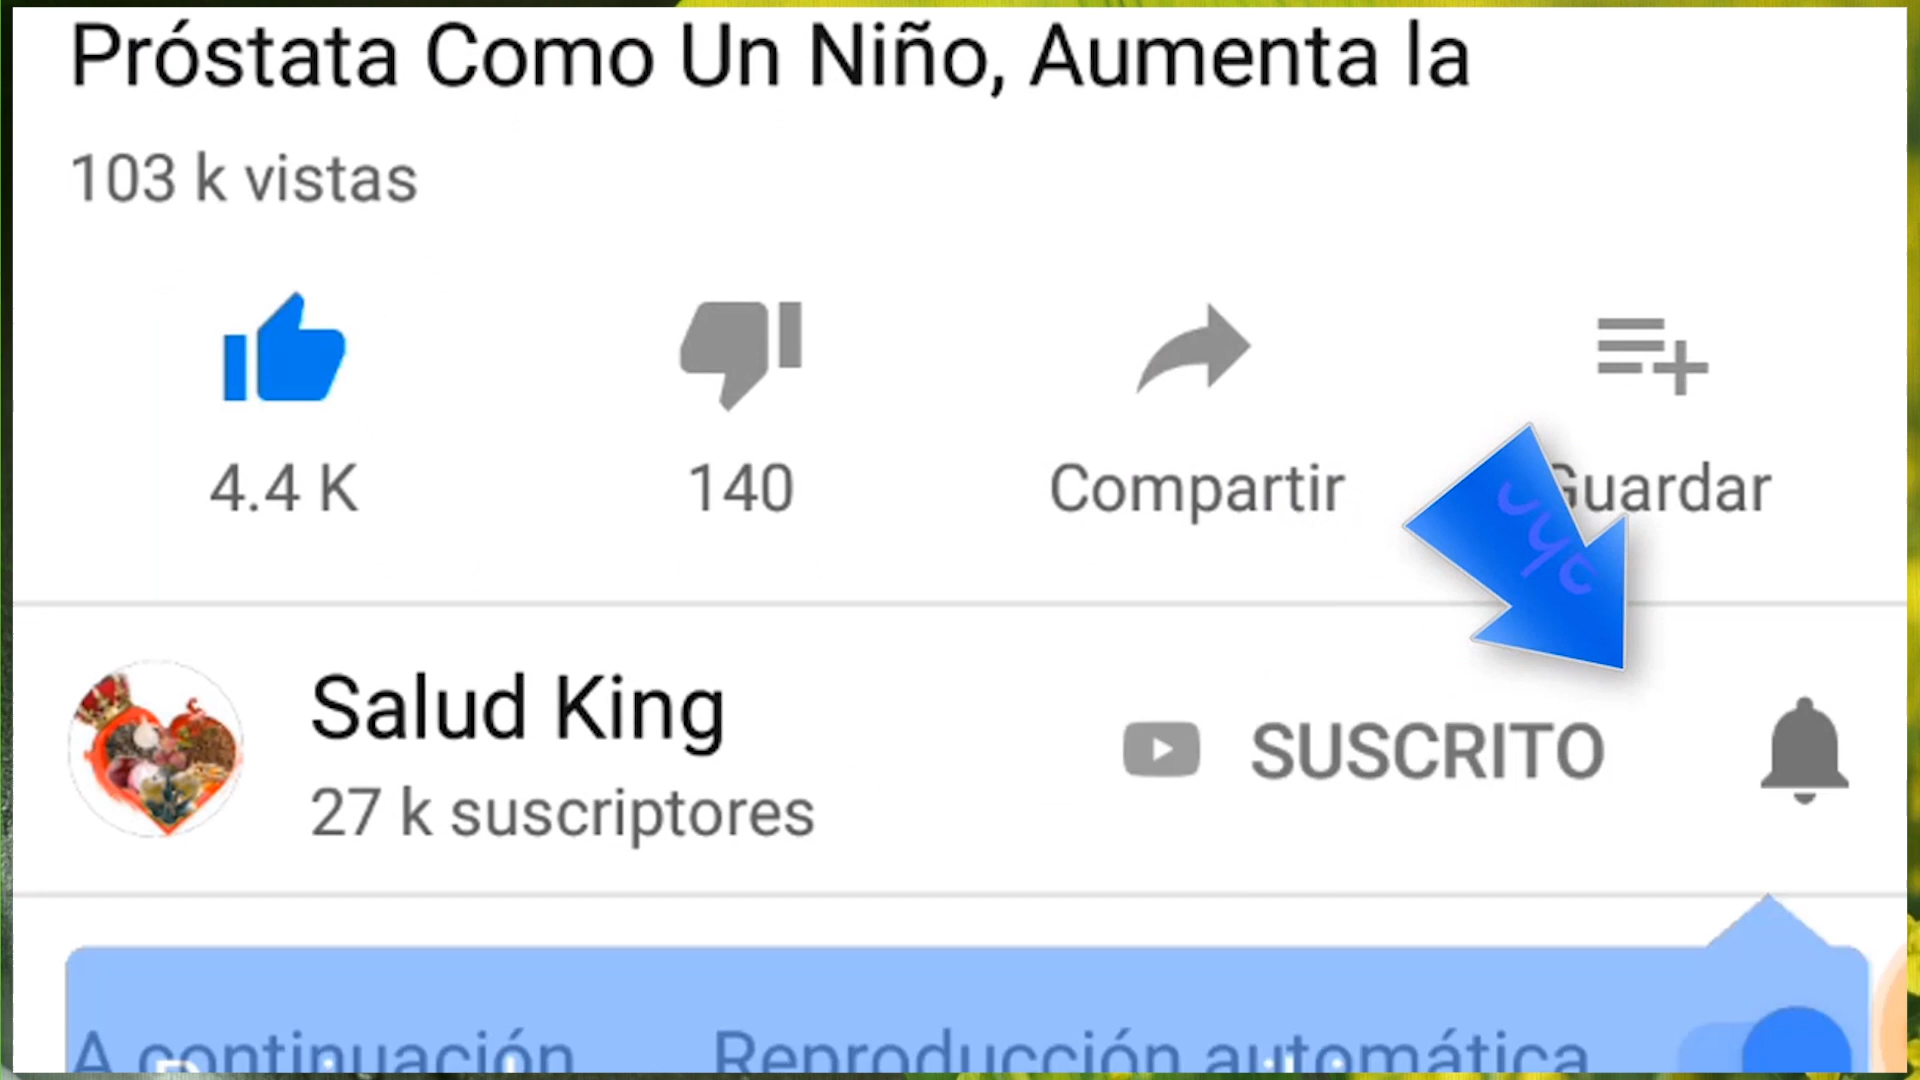 Próstata Como Un Niño, Aumenta la
103 k vistas
4.4 K
140
Compartir
Guardar
Salud King
SUSCRITO
27 k suscriptores
A continuación
Reproducción automática